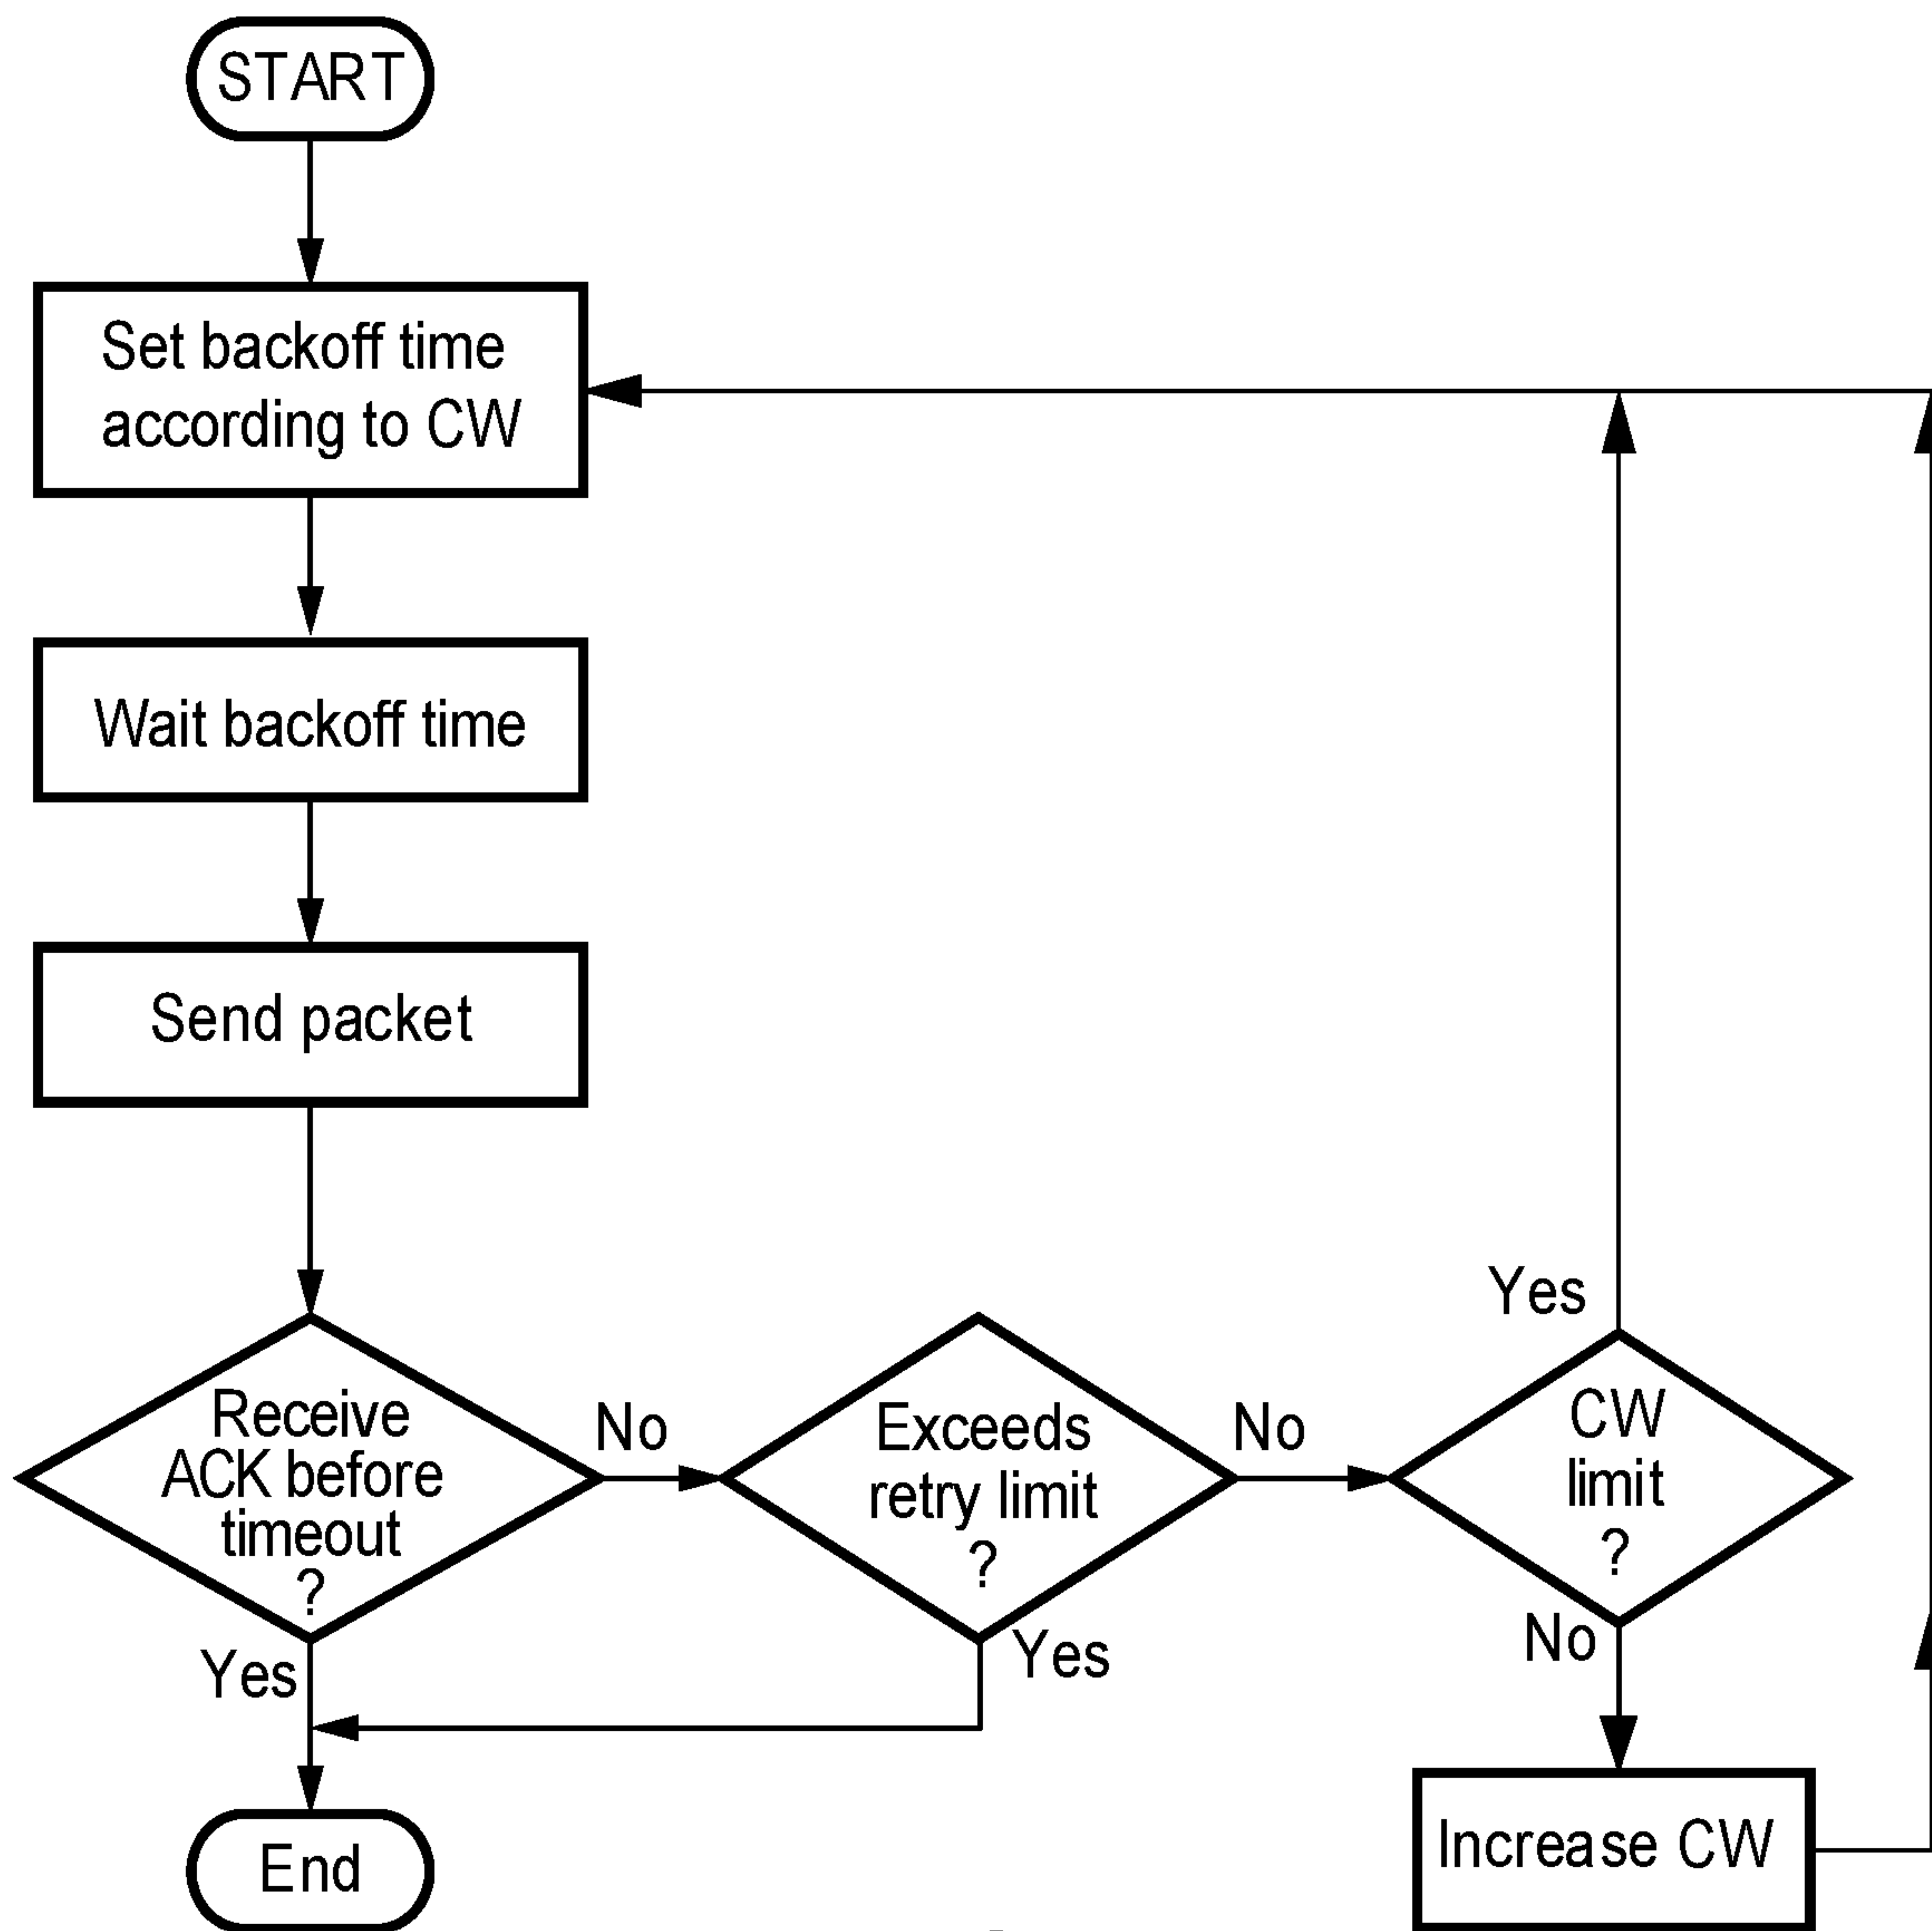 START
Set backoff time
according to CW
Wait backoff time
Send packet
Receive
ACK before
timeout
?
No
Yes
Exceeds
retry limit
?
No
Yes
CW
limit
?
Yes
No
Increase CW
End